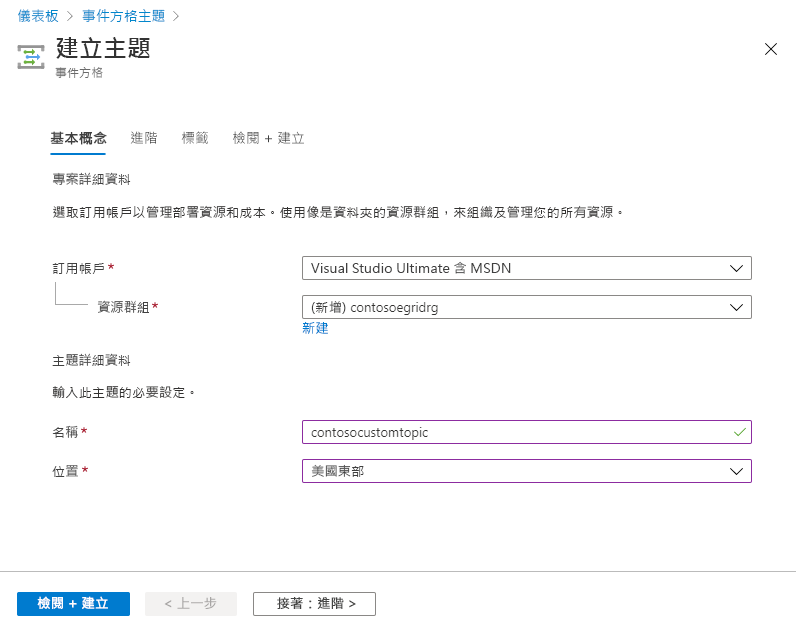 儀表板 > 事件方格主題 >
建立主題
事件方格
基本概念 進階 標籤 檢閱 + 建立
專案詳細資料
選取訂用帳戶以管理部署資源和成本。使用像是資料夾的資源群組，來組織及管理您的所有資源。
訂用帳戶* Visual Studio Ultimate 含 MSDN
資源群組* (新增) contosoegridrg
新建
主題詳細資料
輸入此主題的必要設定。
名稱* contosocustomtopic
位置* 美國東部
檢閱 + 建立 < 上一步 接著：進階 >